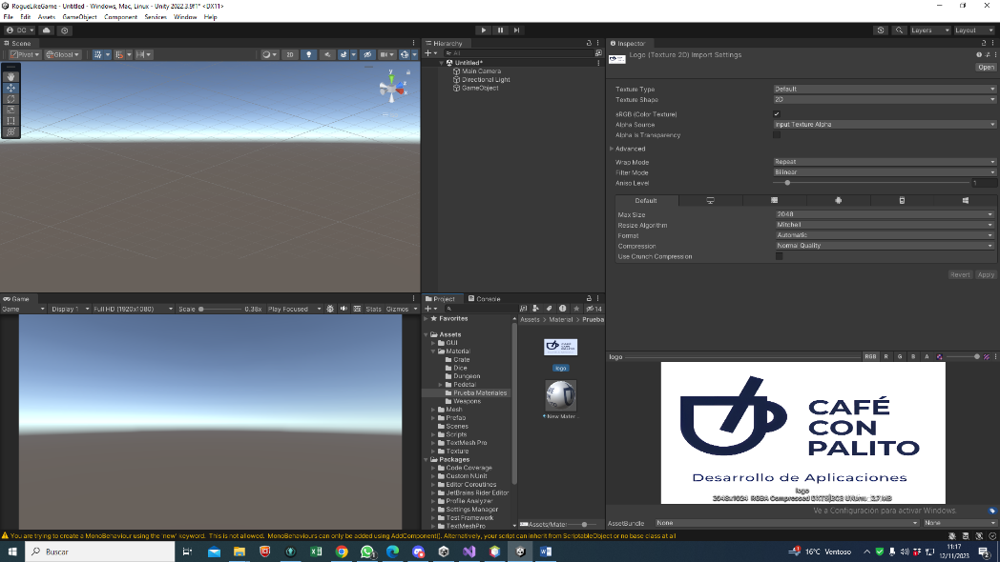 RogueLikeGame - Untitled - Windows, Mac, Linux - Unity 2022.3.9f1* <DX11>
File Edit Assets GameObject Component Services Window Help
DD
Layers Layout
Scene
Pivot Global
2D
Hierarchy
All
Untitled*
Main Camera
Directional Light
GameObject
Inspector
Logo (Texture 2D) Import Settings
Open
Texture Type Default
Texture Shape 2D
sRGB (Color Texture)
Alpha Source Input Texture Alpha
Alpha Is Transparency
Advanced
Wrap Mode Repeat
Filter Mode Bilinear
Aniso Level 1
Default
Max Size 2048
Resize Algorithm Mitchell
Format Automatic
Compression Normal Quality
Use Crunch Compression
Revert Apply
Game
Game Display 1 Full HD (1920x1080) Scale 0.38x Play Focused Stats Gizmos
Project Console
14
Favorites
Assets
GUI
Material
Crate
Dice
Dungeon
Podetal
Prueba Materiales
Weapons
Mesh
Prefab
Scenes
Scripts
TextMesh Pro
Texture
Packages
Code Coverage
Custom NUnit
Editor Coroutines
JetBrains Rider Editor
Profile Analyzer
Settings Manager
Test Framework
TextMeshPro
Assets Material Prueba
logo
New Mater...
Assets/Mater
logo RGB R G B A
CAFÉ
CON
PALITO
Desarrollo de Aplicaciones
logo
2048x1024 RGBA Compressed DXT5|BC3 UNorm 2.7 MB
Ve a Configuración para activar Windows.
AssetBundle None None
You are trying to create a MonoBehaviour using the 'new' keyword. This is not allowed. MonoBehaviours can only be added using AddComponent(). Alternatively, your script can inherit from ScriptableObject or no base class at all
Buscar
16°C Ventoso
11:17
12/11/2023
2